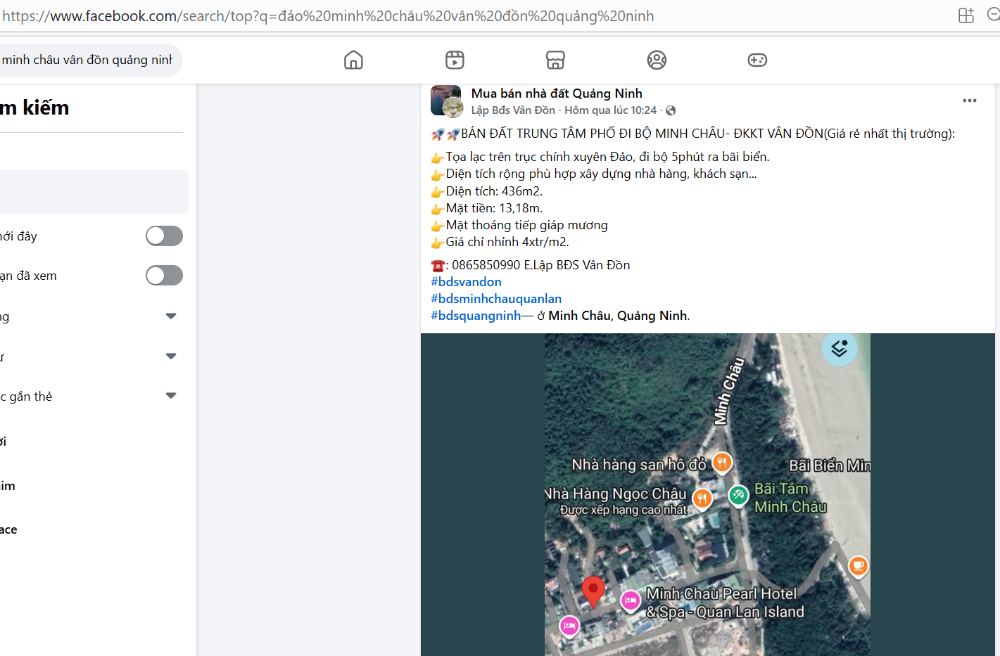 https://www.facebook.com/search/top?q=đảo%20minh%20châu%20vân%20đồn%20quảng%20ninh
minh châu vân đồn quảng ninh
m kiếm
ới đây
ạn đã xem
g
ừ
c gắn thẻ
ời
im
ace
Mua bán nhà đất Quảng Ninh
Lập Bđs Vân Đồn · Hôm qua lúc 10:24 ·
🚀🚀BÁN ĐẤT TRUNG TÂM PHỐ ĐI BỘ MINH CHÂU- ĐKKT VÂN ĐỒN(Giá rẻ nhất thị trường):
👉Tọa lạc trên trục chính xuyên Đảo, đi bộ 5phút ra bãi biển.
👉Diện tích rộng phù hợp xây dựng nhà hàng, khách sạn...
👉Diện tích: 436m2.
👉Mặt tiền: 13,18m.
👉Mặt thoáng tiếp giáp mương
👉Giá chỉ nhỉnh 4xtr/m2.
☎️: 0865850990 E.Lập BĐS Vân Đồn
#bdsvandon
#bdsminhchauquanlan
#bdsquangninh— ở Minh Châu, Quảng Ninh.
Minh Châu
Nhà hàng san hô đỏ
Bãi Biển Min
Nhà Hàng Ngọc Châu
Được xếp hạng cao nhất
Bãi Tắm
Minh Châu
Minh Chau Pearl Hotel
& Spa - Quan Lan Island